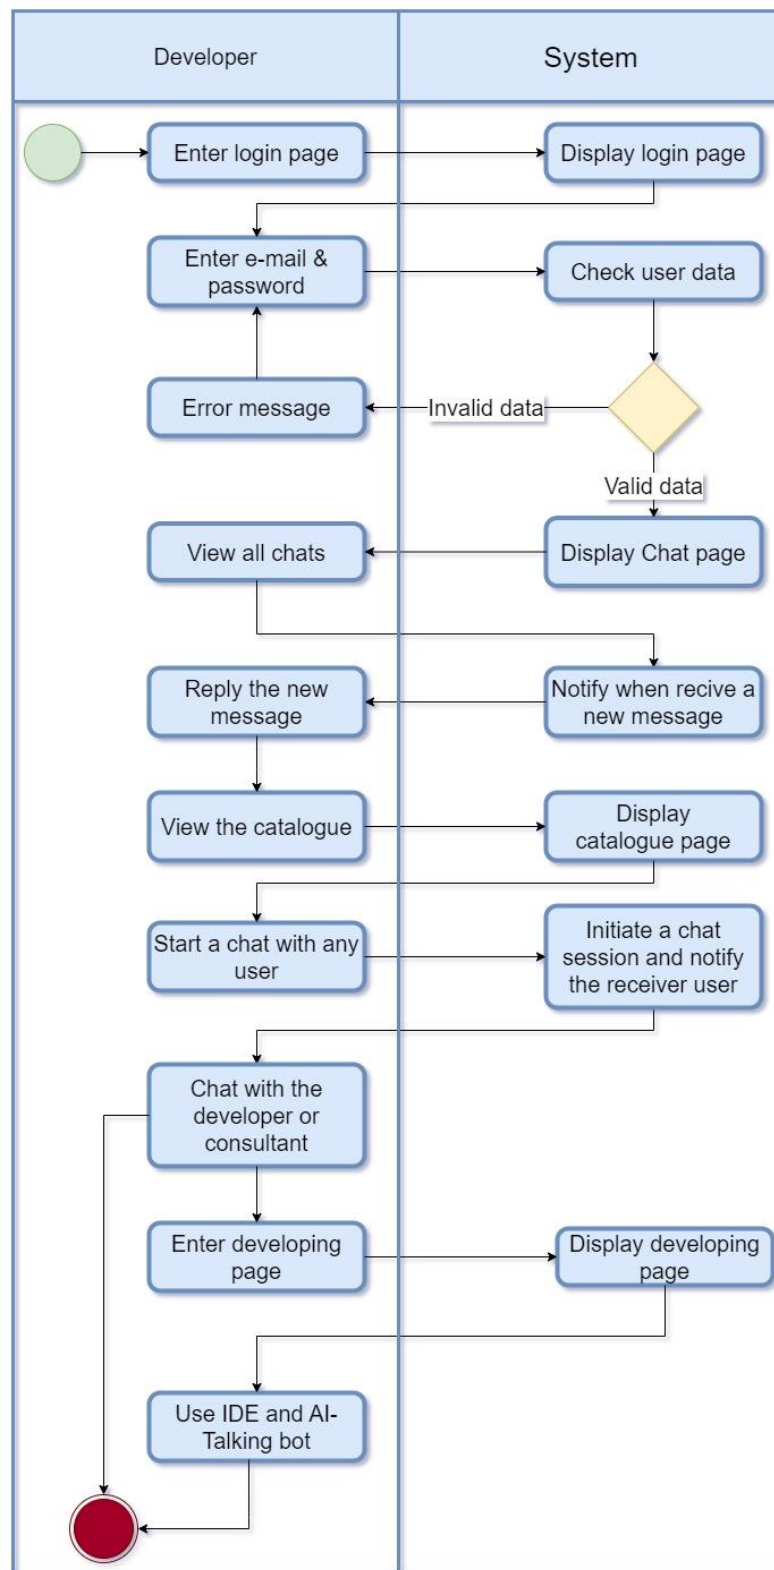 Developer
System
Enter login page
Display login page
Enter e-mail &
password
Check user data
Error message
Invalid data
Valid data
View all chats
Display Chat page
Reply the new
message
Notify when recive a
new message
View the catalogue
Display
catalogue page
Start a chat with any
user
Initiate a chat
session and notify
the receiver user
Chat with the
developer or
consultant
Enter developing
page
Display developing
page
Use IDE and AI-
Talking bot